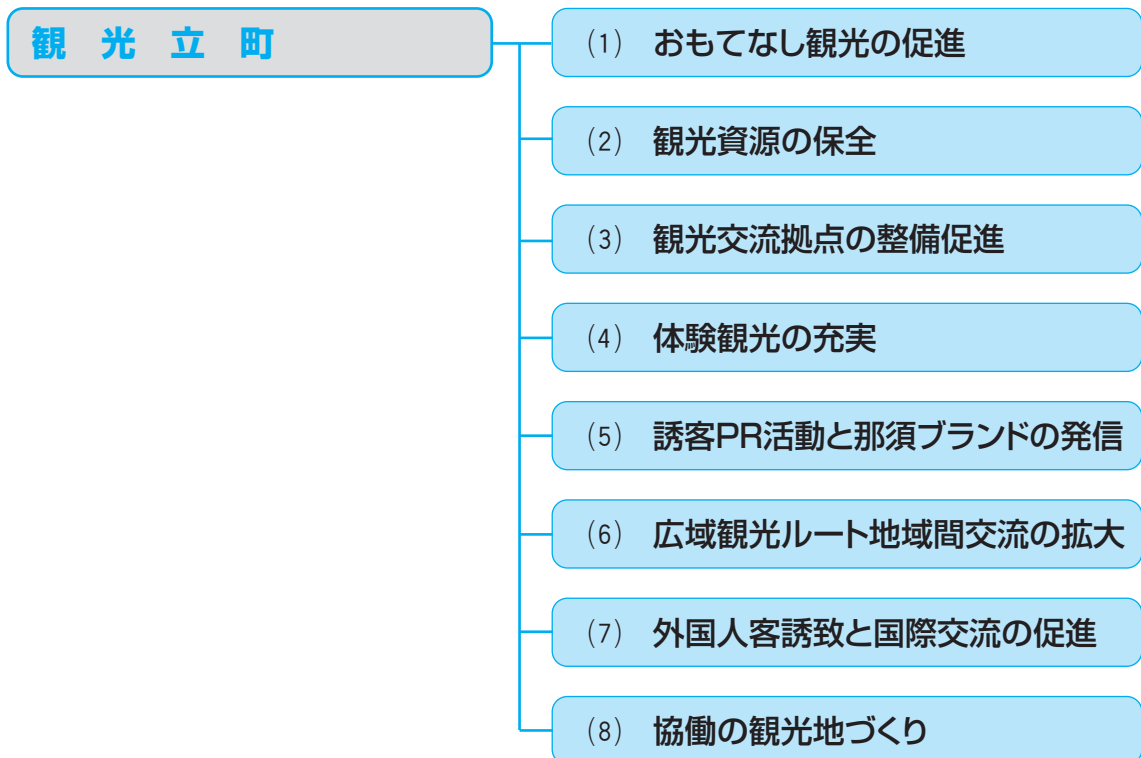 観光立町
(1) おもてなし観光の促進
(2) 観光資源の保全
(3) 観光交流拠点の整備促進
(4) 体験観光の充実
(5) 誘客PR活動と那須ブランドの発信
(6) 広域観光ルート地域間交流の拡大
(7) 外国人客誘致と国際交流の促進
(8) 協働の観光地づくり